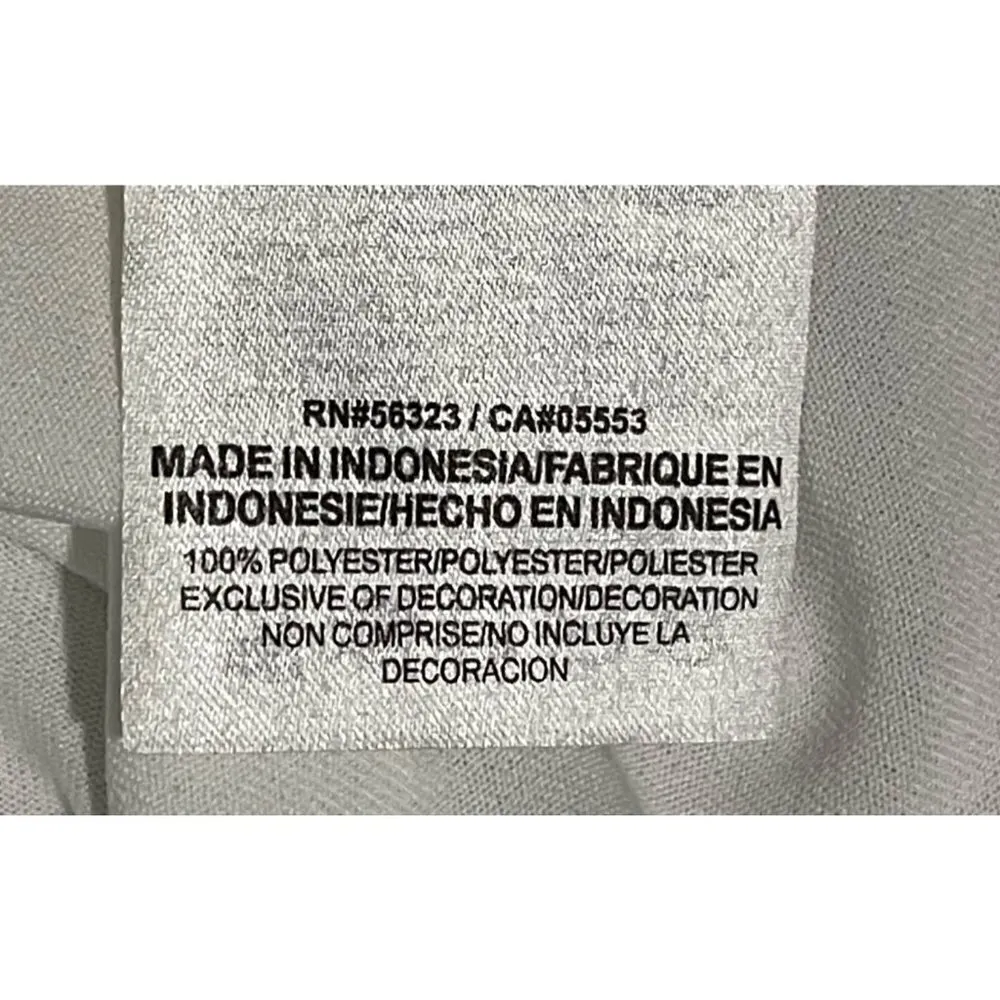 RN#56323 / CA#05553
MADE IN INDONESIA/FABRIQUE EN
INDONESIE/HECHO EN INDONESIA
100% POLYESTER/POLYESTER/POLIESTER
EXCLUSIVE OF DECORATION/DECORATION
NON COMPRISE/NO INCLUYE LA
DECORACION